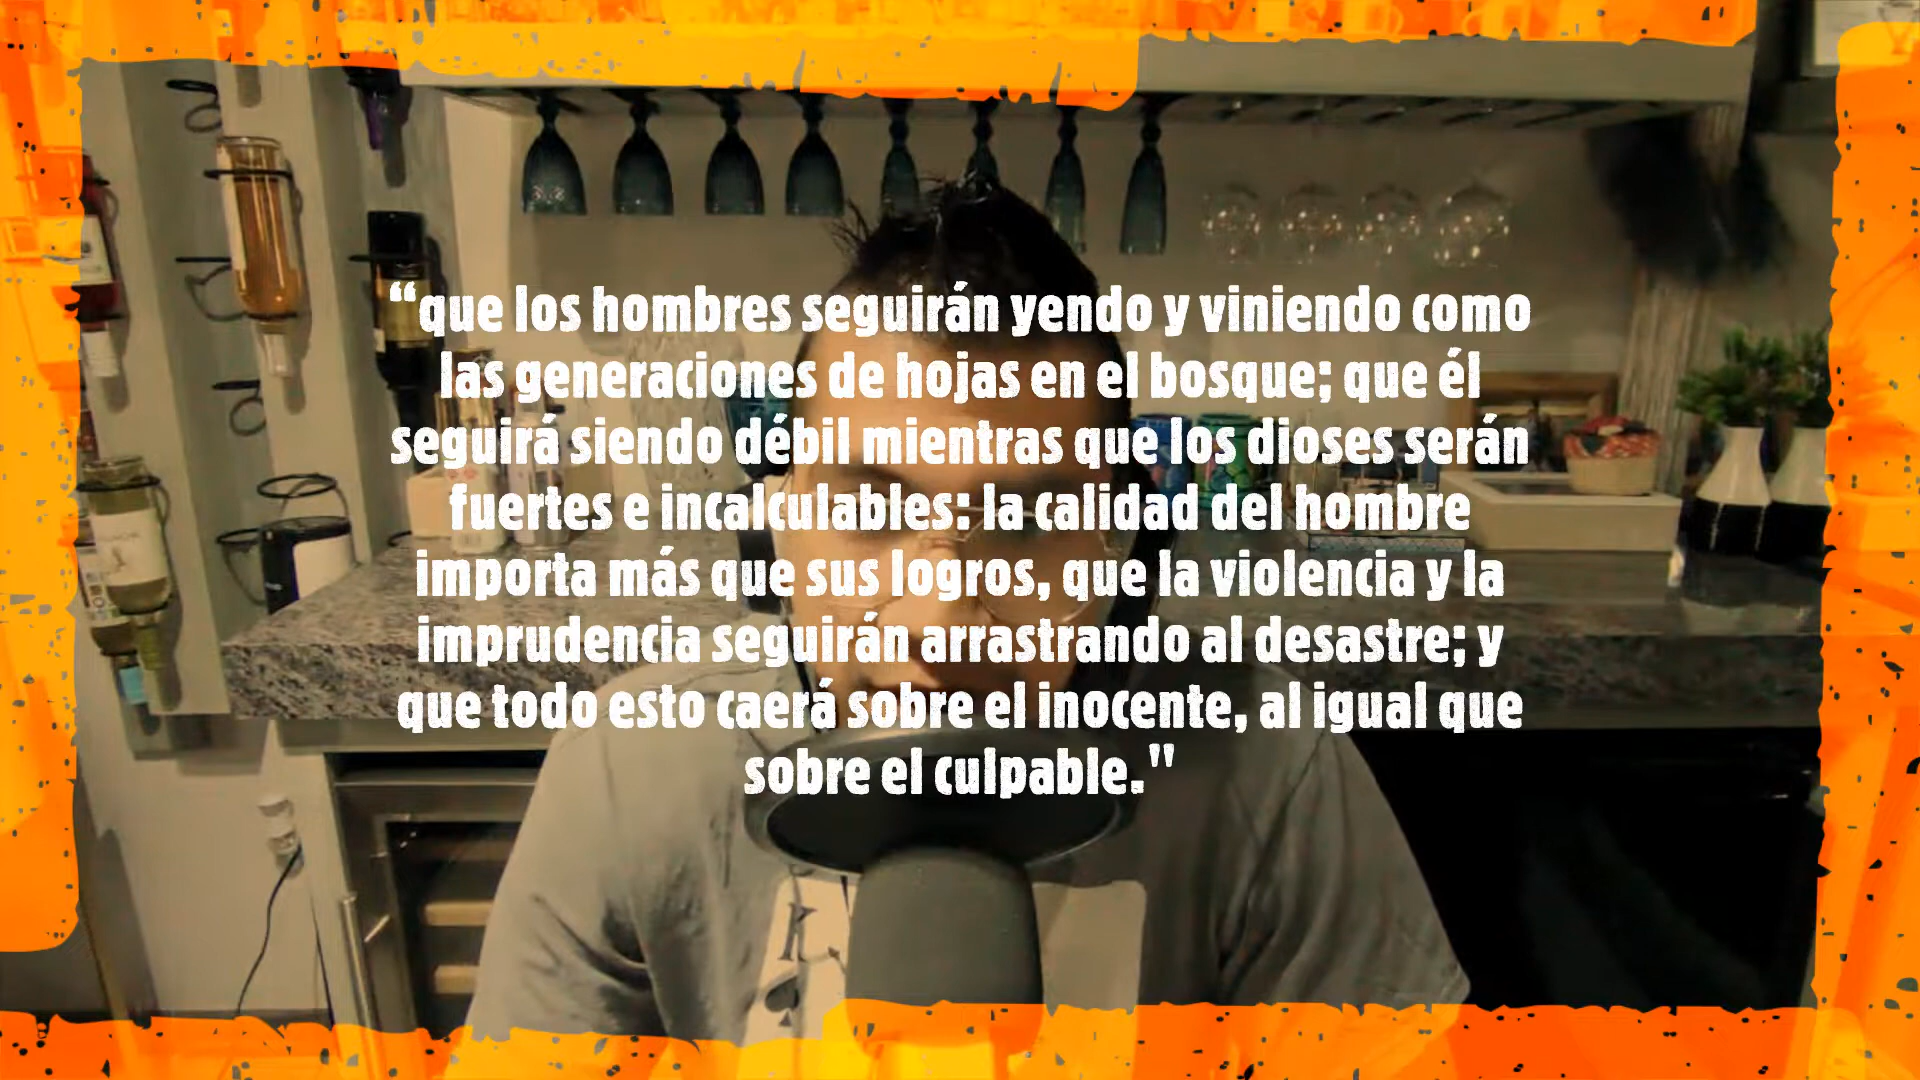 “que los hombres seguirán yendo y viniendo como
las generaciones de hojas en el bosque; que él
seguirá siendo débil mientras que los dioses serán
fuertes e incalculables: la calidad del hombre
importa más que sus logros, que la violencia y la
imprudencia seguirán arrastrando al desastre; y
que todo esto caerá sobre el inocente, al igual que
sobre el culpable."
K